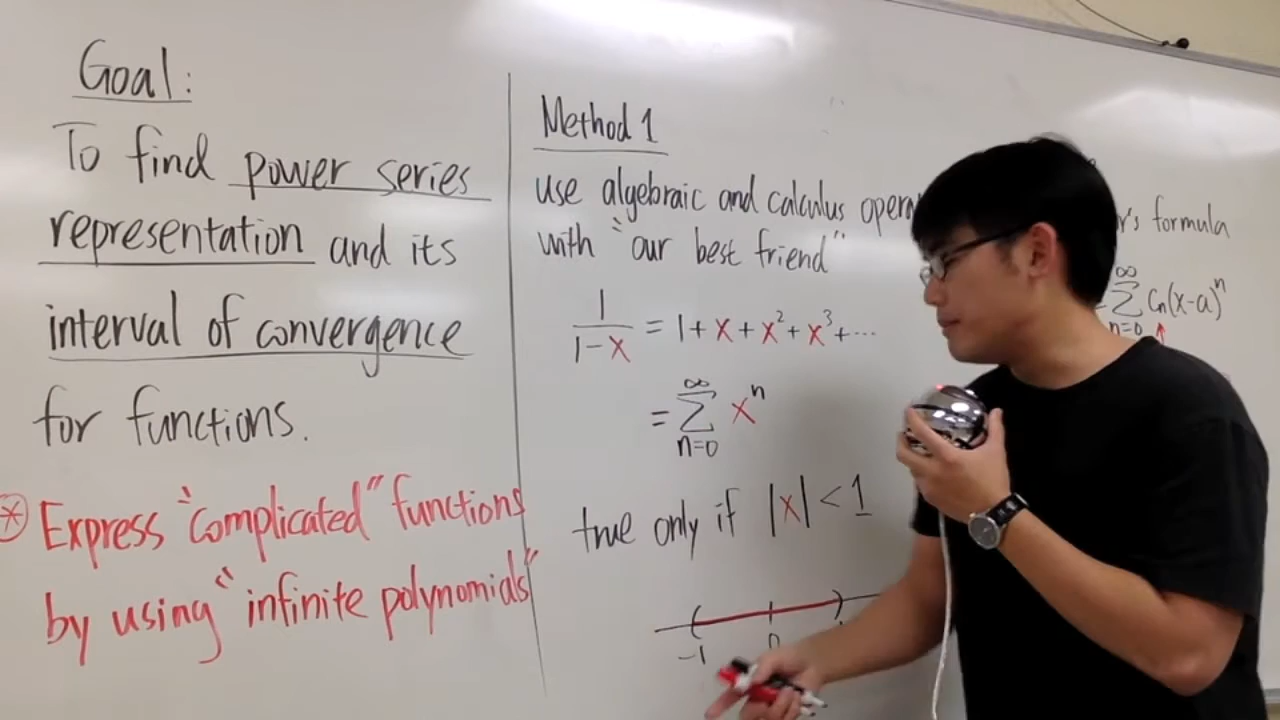 Goal:
To find power series
representation and its
interval of convergence
for functions.
⊛ Express "complicated" functions
by using "infinite polynomials"
Method 1
use algebraic and calculus opera
with "our best friend"
1/(1-x) = 1 + x + x² + x³ + ...
= ∑_{n=0}^{∞} xⁿ
true only if |x| < 1
-1 0
r's formula
∑_{n=0}^{∞} Cn(x-a)ⁿ